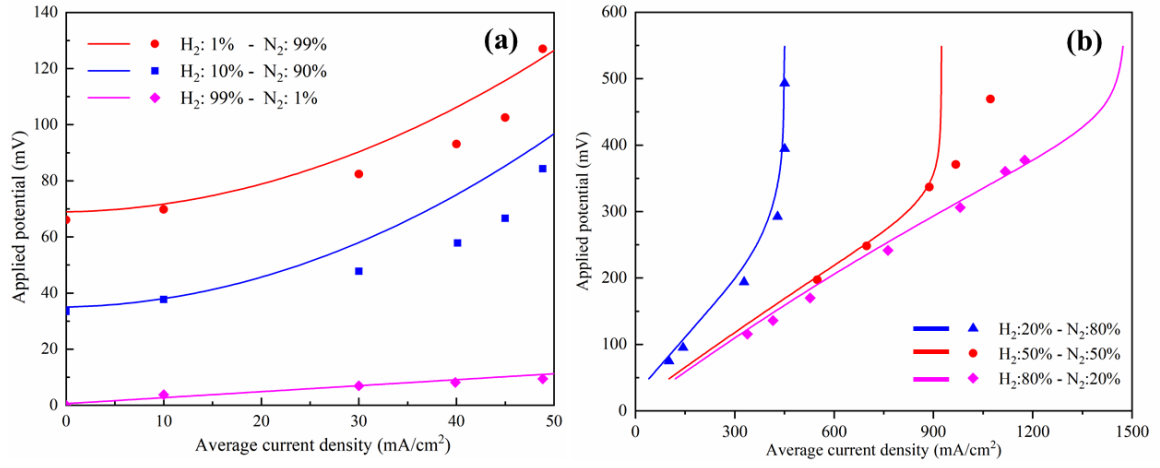 (a)
H₂: 1% - N₂: 99%
H₂: 10% - N₂: 90%
H₂: 99% - N₂: 1%
140
120
100
80
60
40
20
0
Applied potential (mV)
0 10 20 30 40 50
Average current density (mA/cm²)
(b)
600
500
400
300
200
100
0
Applied potential (mV)
H₂:20% - N₂:80%
H₂:50% - N₂:50%
H₂:80% - N₂:20%
0 300 600 900 1200 1500
Average current density (mA/cm²)